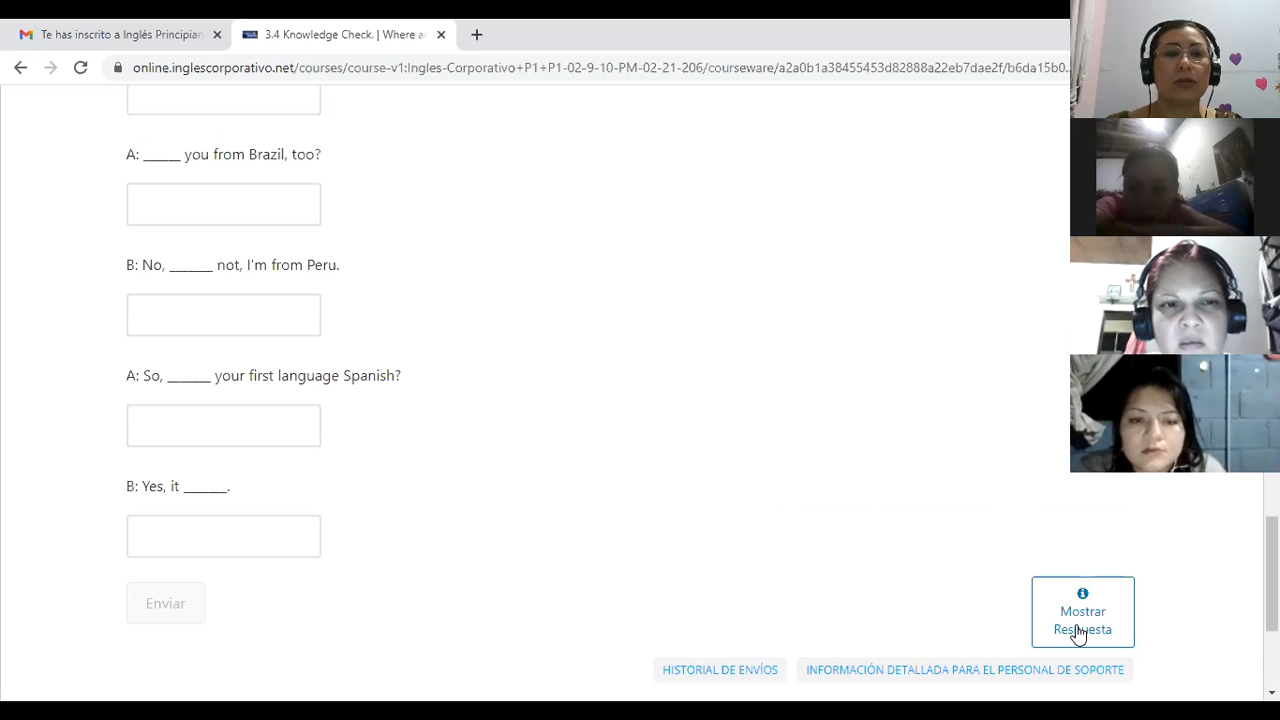 Te has inscrito a Inglés Principian
3.4 Knowledge Check. | Where a
online.inglescorporativo.net/courses/course-v1:Ingles-Corporativo+P1+P1-02-9-10-PM-02-21-206/courseware/a2a0b1a38455453d82888a22eb7dae2f/b6da15b0...
A: ______ you from Brazil, too?
B: No, _______ not, I'm from Peru.
A: So, _______ your first language Spanish?
B: Yes, it _______.
Enviar
Mostrar
Respuesta
HISTORIAL DE ENVÍOS
INFORMACIÓN DETALLADA PARA EL PERSONAL DE SOPORTE